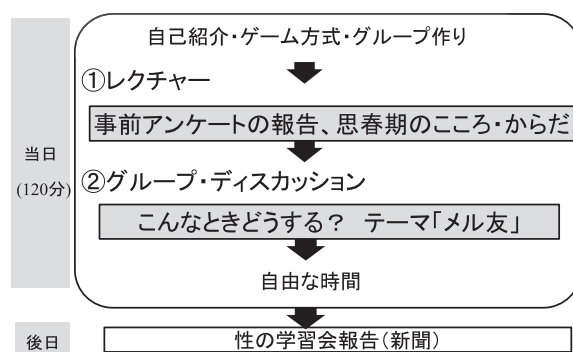 自己紹介・ゲーム方式・グループ作り
①レクチャー
事前アンケートの報告、思春期のこころ・からだ
当日
(120分)
②グループ・ディスカッション
こんなときどうする？　テーマ「メル友」
自由な時間
後日
性の学習会報告(新聞)